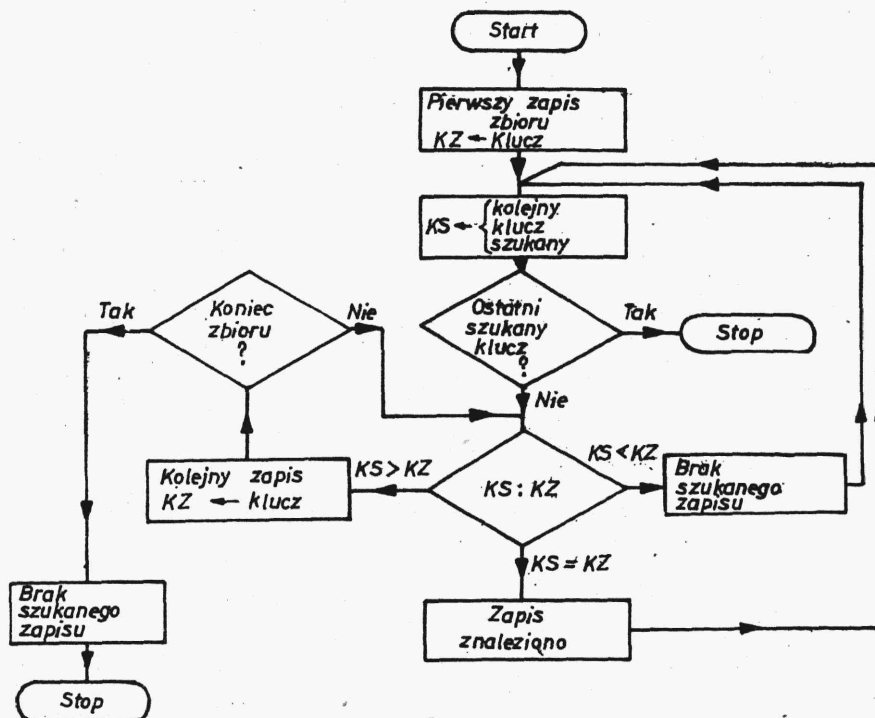 Start
Pierwszy zapis
zbioru
KZ ← Klucz
KS ← { kolejny
klucz
szukany
Ostatni
szukany
klucz
?
Tak
Stop
Nie
Koniec
zbioru
?
Tak
Nie
Kolejny zapis
KZ ← klucz
KS > KZ
KS : KZ
KS < KZ
Brak
szukanego
zapisu
KS = KZ
Zapis
znaleziono
Brak
szukanego
zapisu
Stop